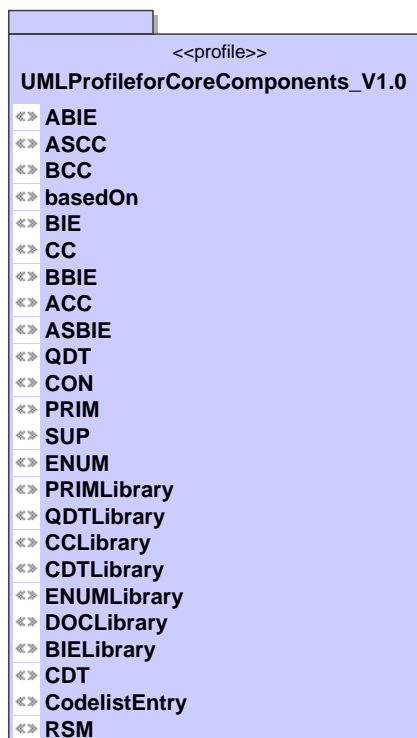 <<profile>>
UMLProfileforCoreComponents_V1.0
«» ABIE
«» ASCC
«» BCC
«» basedOn
«» BIE
«» CC
«» BBIE
«» ACC
«» ASBIE
«» QDT
«» CON
«» PRIM
«» SUP
«» ENUM
«» PRIMLibrary
«» QDTLibrary
«» CCLibrary
«» CDTLibrary
«» ENUMLibrary
«» DOCLibrary
«» BIELibrary
«» CDT
«» CodelistEntry
«» RSM